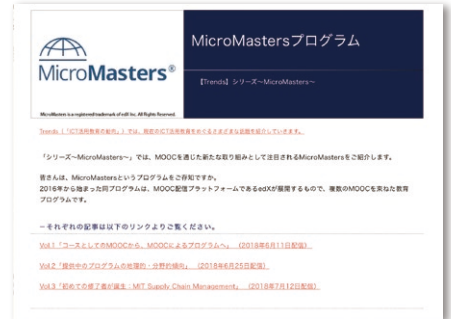 MicroMasters®
MicroMasters is a registered trademark of edX Inc. All Rights Reserved.
MicroMastersプログラム
【Trends】シリーズ〜MicroMasters〜
Trends（「ICT活用教育の動向」）では、最近のICT活用教育をめぐるさまざまな話題を紹介していきます。
「シリーズ〜MicroMasters〜」では、MOOCを通じた新たな取り組みとして注目されるMicroMastersをご紹介します。
皆さんは、MicroMastersというプログラムをご存知ですか。
2016年から始まった同プログラムは、MOOC配信プラットフォームであるedXが展開するもので、複数のMOOCを束ねた教育
プログラムです。
−それぞれの記事は以下のリンクよりご覧ください。
Vol.1「コースとしてのMOOCから、MOOCによるプログラムへ」（2018年6月11日配信）
Vol.2「提供中のプログラムの地理的・分野的傾向」（2018年6月25日配信）
Vol.3「初めての修了者が誕生：MIT Supply Chain Management」（2018年7月12日配信）